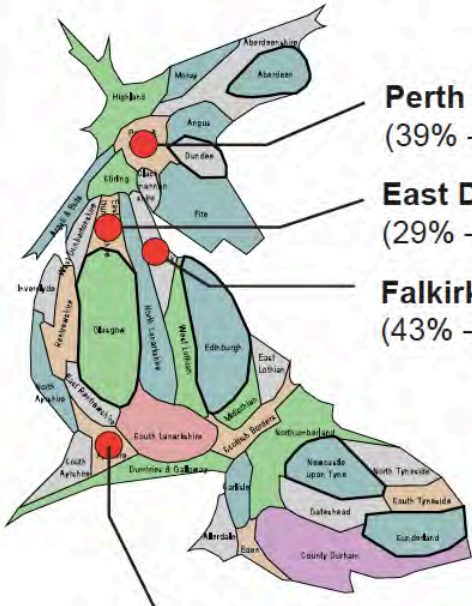 Aberdeenshire
Moray
Aberdeen
Highland
Angus
Perth
(39% -
Dundee
Stirling
Fife
East D
(29% -
Argyll & Bute
West Dunbartonshire
Falkirk
(43% -
Inverclyde
Renfrewshire
Glasgow
North Lanarkshire
West Lothian
Edinburgh
East
Lothian
North
Ayrshire
East Renfrewshire
Midlothian
Scottish Borders
South Lanarkshire
Northumberland
South
Ayrshire
Dumfries & Galloway
Carlisle
Newcastle
upon Tyne
North Tyneside
South Tyneside
Gateshead
Sunderland
Allerdale
Eden
County Durham